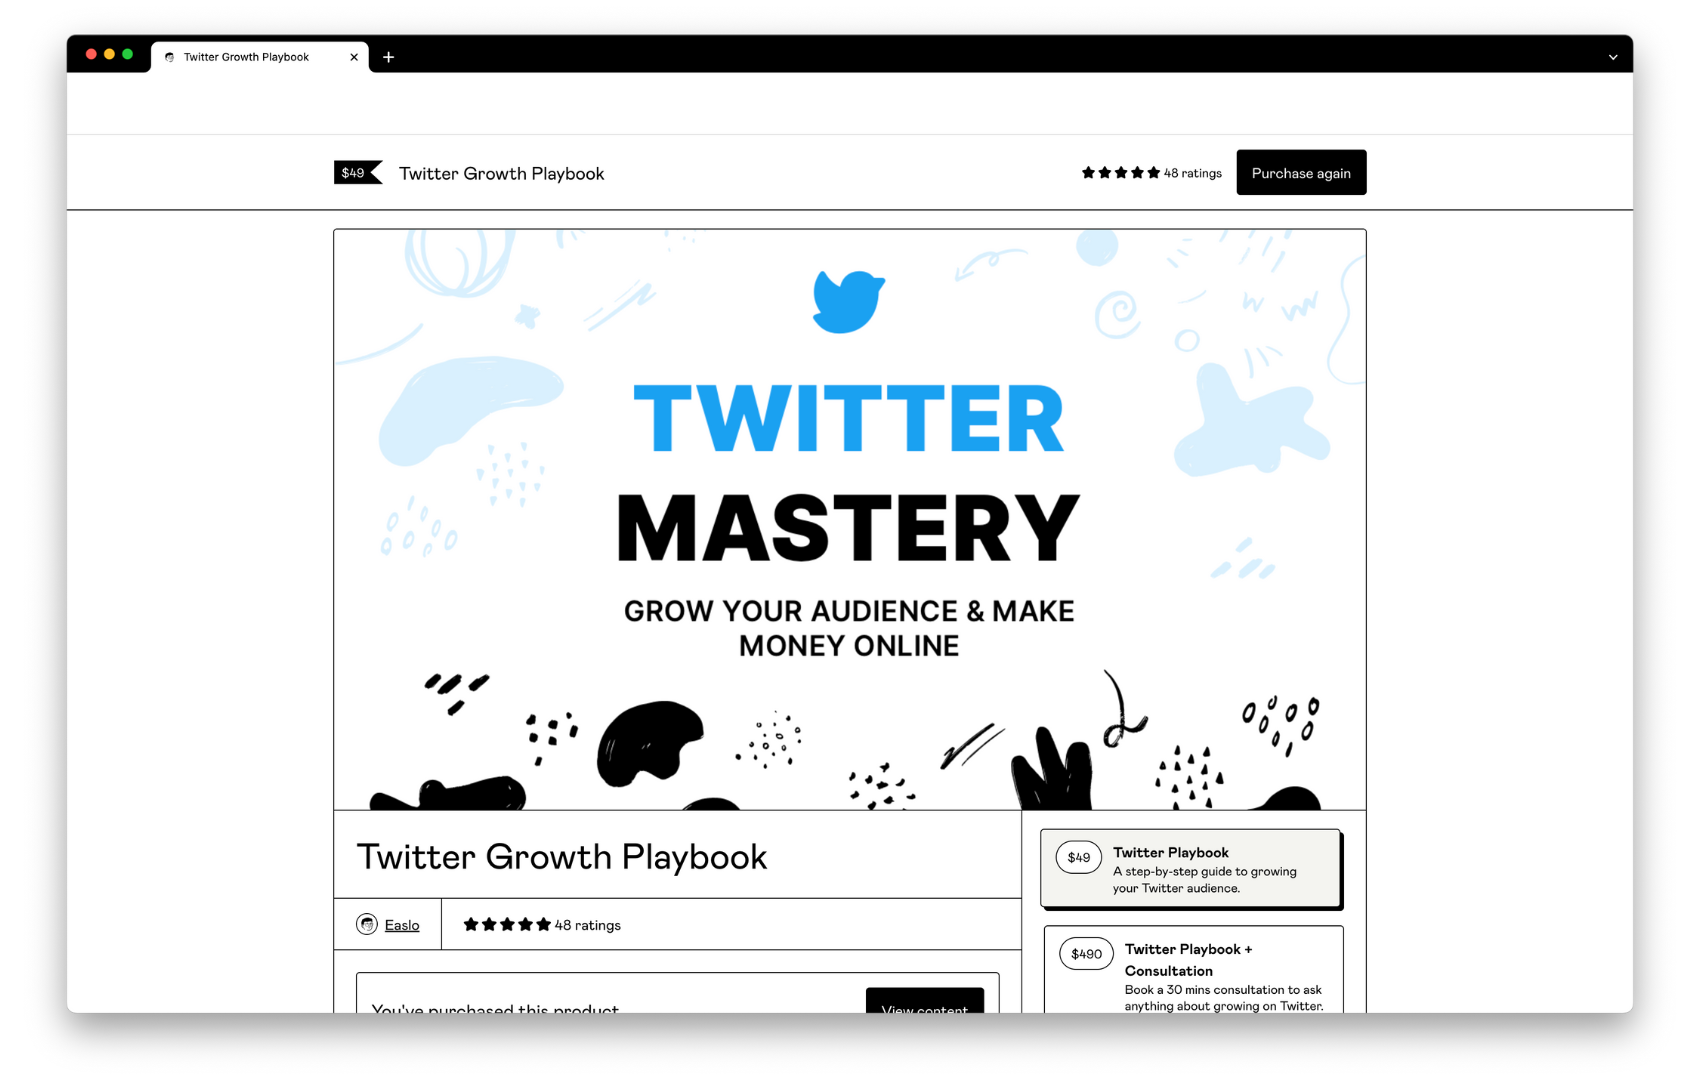 Twitter Growth Playbook
$49
Twitter Growth Playbook
48 ratings
Purchase again
TWITTER
MASTERY
GROW YOUR AUDIENCE & MAKE
MONEY ONLINE
Twitter Growth Playbook
Easlo
48 ratings
You've purchased this product
View content
$49
Twitter Playbook
A step-by-step guide to growing
your Twitter audience.
$490
Twitter Playbook +
Consultation
Book a 30 mins consultation to ask
anything about growing on Twitter.